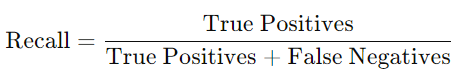 Recall = True Positives / True Positives + False Negatives